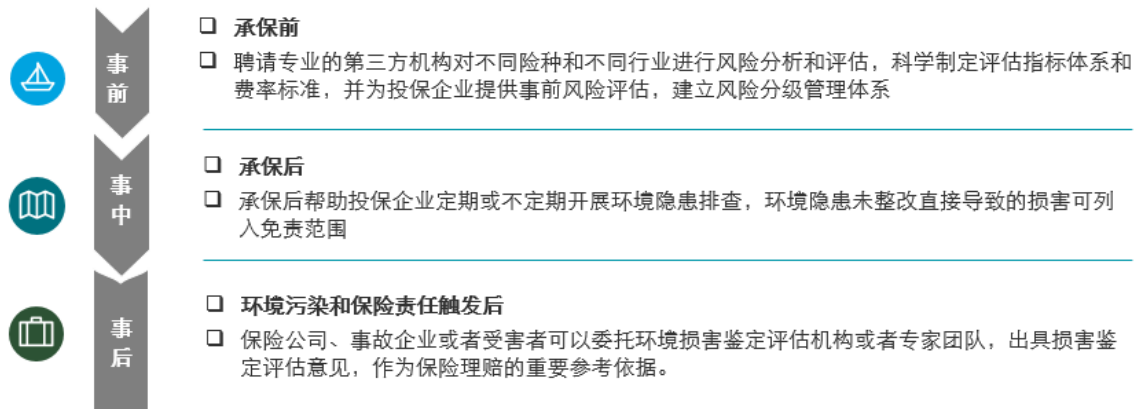 事前
承保前
聘请专业的第三方机构对不同险种和不同行业进行风险分析和评估，科学制定评估指标体系和
费率标准，并为投保企业提供事前风险评估，建立风险分级管理体系
事中
承保后
承保后帮助投保企业定期或不定期开展环境隐患排查，环境隐患未整改直接导致的损害可列
入免责范围
事后
环境污染和保险责任触发后
保险公司、事故企业或者受害者可以委托环境损害鉴定评估机构或者专家团队，出具损害鉴
定评估意见，作为保险理赔的重要参考依据。